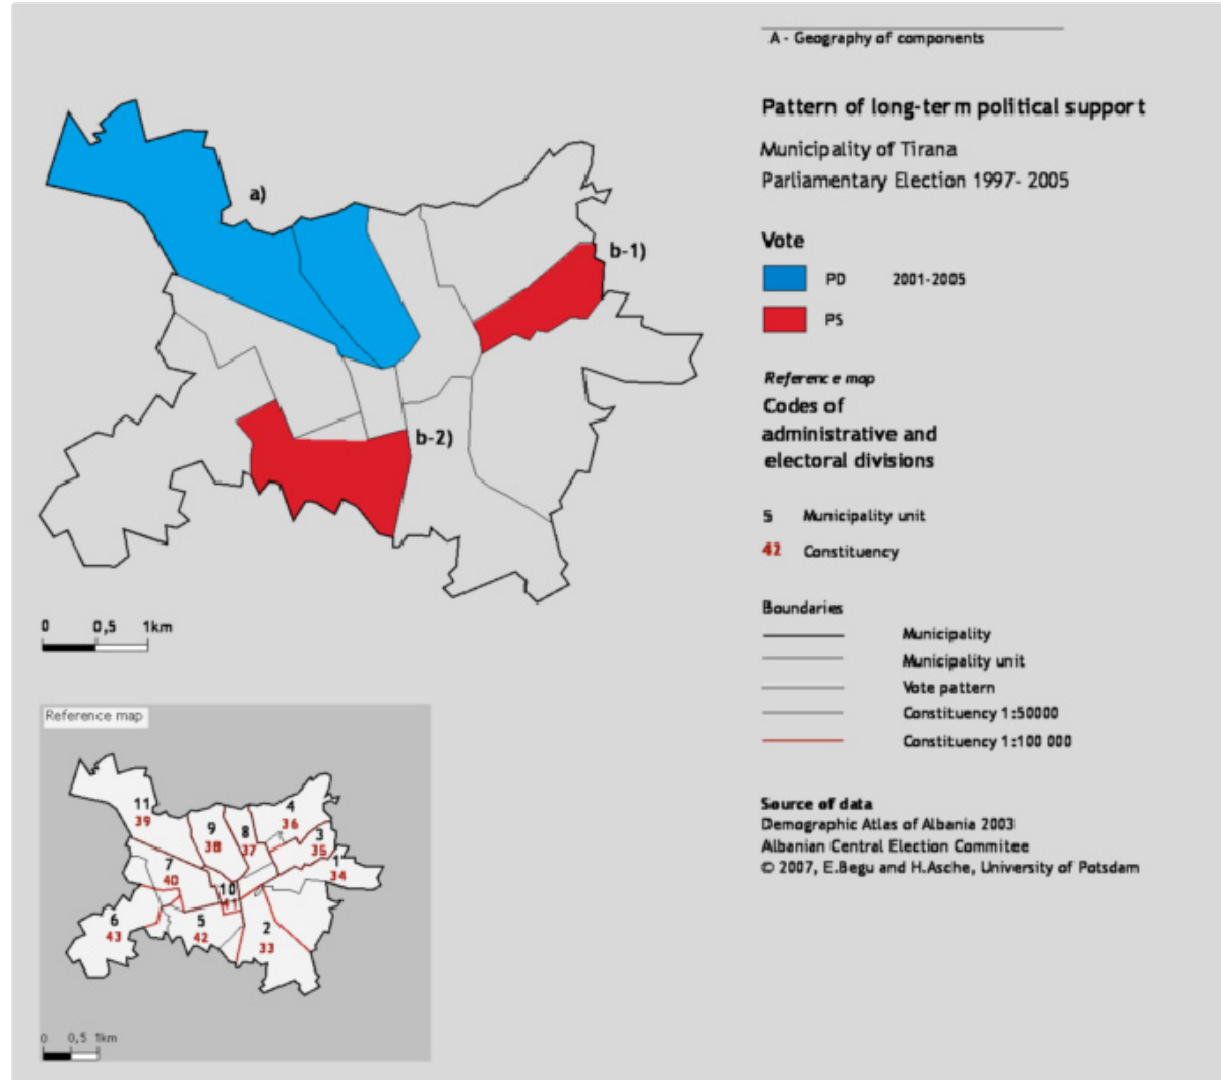 A - Geography of components
Pattern of long-term political support
Municipality of Tirana
Parliamentary Election 1997- 2005
Vote
PD 2001-2005
PS
Reference map
Codes of
administrative and
electoral divisions
5 Municipality unit
42 Constituency
Boundaries
Municipality
Municipality unit
Vote pattern
Constituency 1:50000
Constituency 1:100 000
Source of data
Demographic Atlas of Albania 2003
Albanian Central Election Commitee
© 2007, E.Begu and H.Asche, University of Potsdam
a)
b-1)
b-2)
0 0,5 1km
Reference map
11
39
9
38
8
37
4
36
3
35
1
34
7
40
10
41
6
43
5
42
2
33
0 0,5 1km